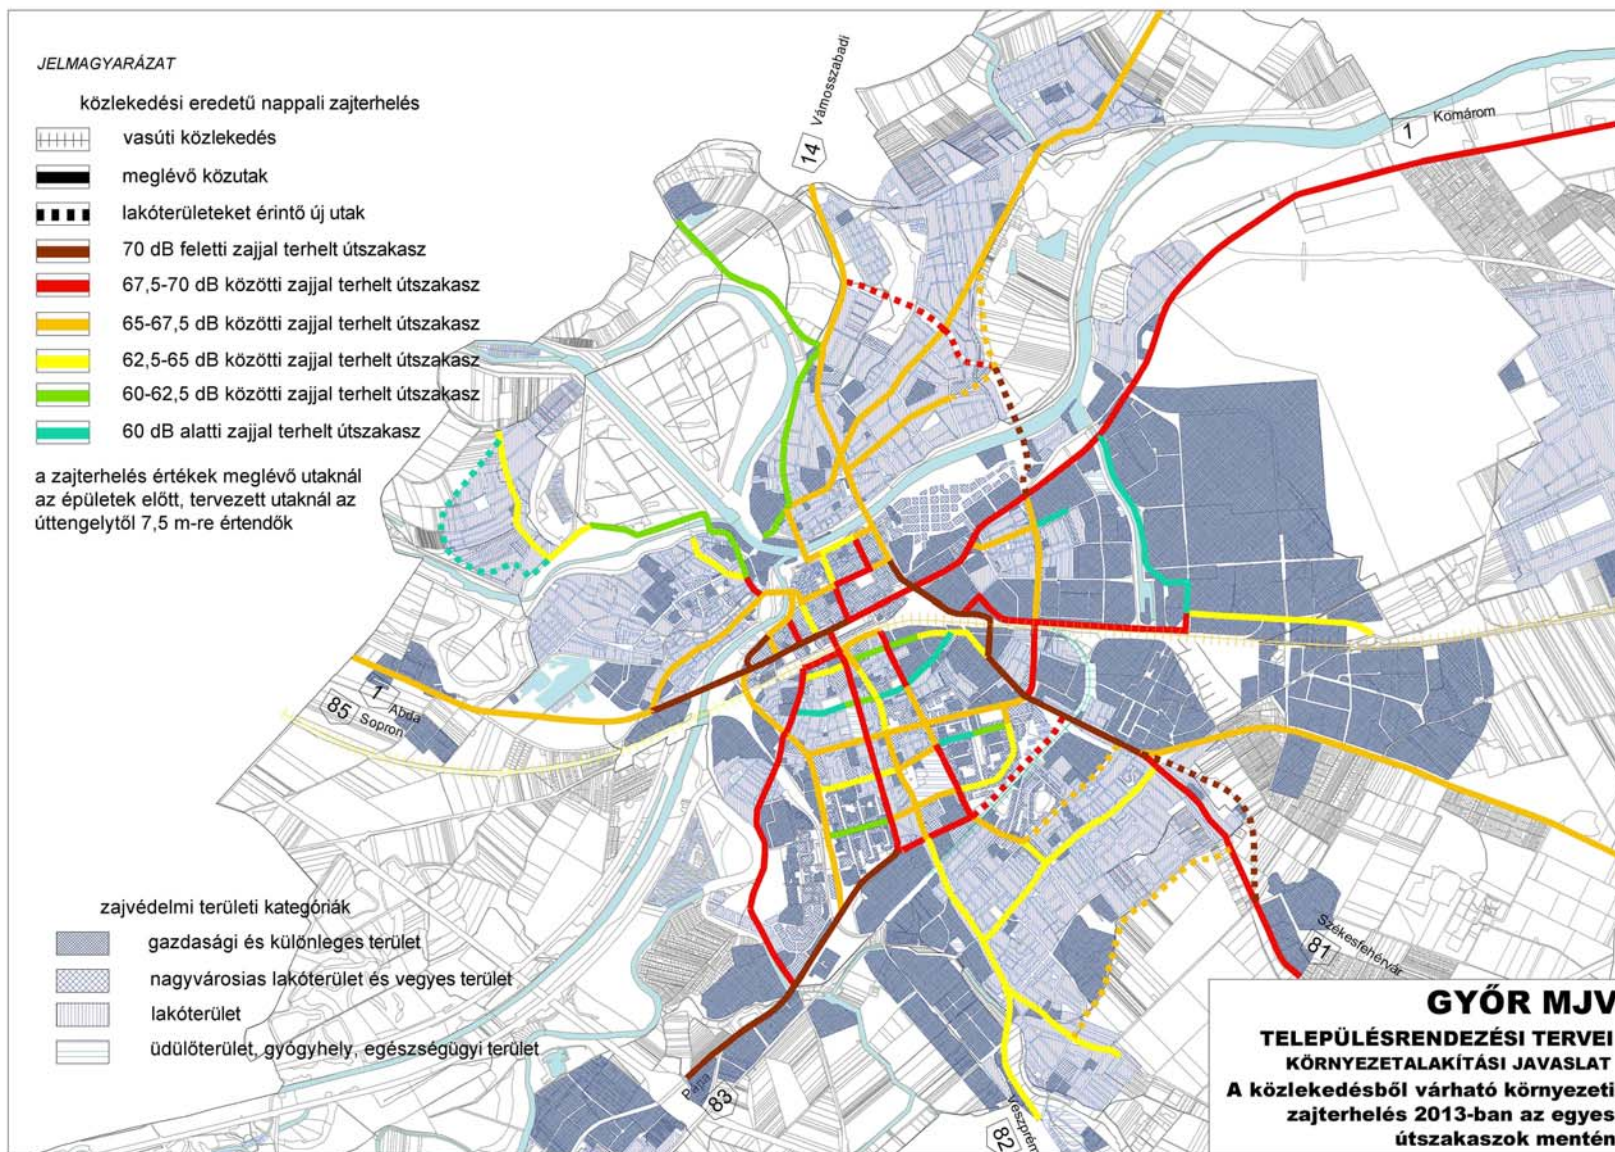 JELMAGYARÁZAT
közlekedési eredetű nappali zajterhelés
vasúti közlekedés
meglévő közutak
lakóterületeket érintő új utak
70 dB feletti zajjal terhelt útszakasz
67,5-70 dB közötti zajjal terhelt útszakasz
65-67,5 dB közötti zajjal terhelt útszakasz
62,5-65 dB közötti zajjal terhelt útszakasz
60-62,5 dB közötti zajjal terhelt útszakasz
60 dB alatti zajjal terhelt útszakasz
a zajterhelés értékek meglévő utaknál
az épületek előtt, tervezett utaknál az
úttengelytől 7,5 m-re értendők
14
Vámosszabadi
1
Komárom
1
Abda
85
Sopron
zajvédelmi területi kategóriák
gazdasági és különleges terület
nagyvárosias lakóterület és vegyes terület
lakóterület
üdülőterület, gyógyhely, egészségügyi terület
Pápa
83
Veszprém
82
Székesfehérvár
81
GYŐR MJV
TELEPÜLÉSRENDEZÉSI TERVEI
KÖRNYEZETALAKÍTÁSI JAVASLAT
A közlekedésből várható környezeti
zajterhelés 2013-ban az egyes
útszakaszok mentén